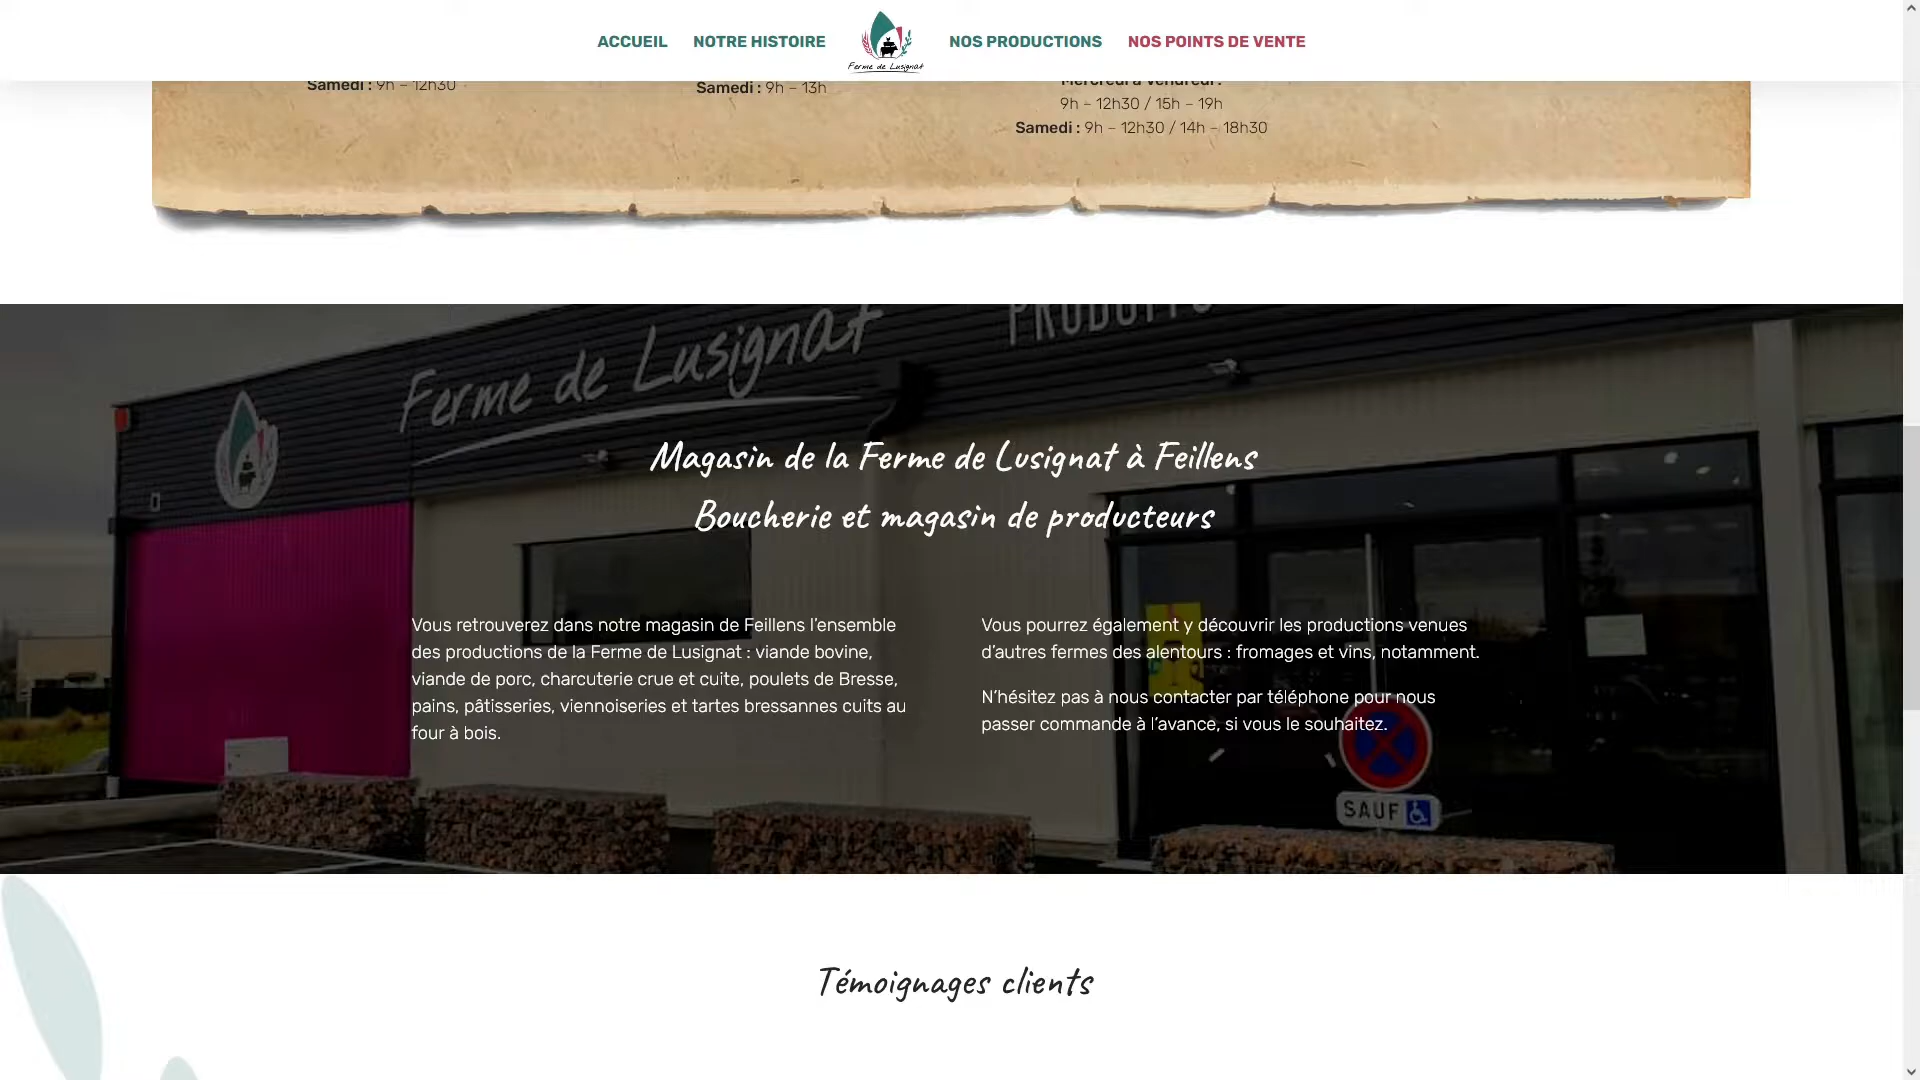 ACCUEIL NOTRE HISTOIRE Ferme de Lusignat NOS PRODUCTIONS NOS POINTS DE VENTE
Samedi : 9h – 12h30
Samedi : 9h – 13h
Mercredi à Vendredi :
9h – 12h30 / 15h – 19h
Samedi : 9h – 12h30 / 14h – 18h30
Ferme de Lusignat
PRODUITS
Magasin de la Ferme de Lusignat à Feillens
Boucherie et magasin de producteurs
Vous retrouverez dans notre magasin de Feillens l’ensemble
des productions de la Ferme de Lusignat : viande bovine,
viande de porc, charcuterie crue et cuite, poulets de Bresse,
pains, pâtisseries, viennoiseries et tartes bressannes cuits au
four à bois.
Vous pourrez également y découvrir les productions venues
d’autres fermes des alentours : fromages et vins, notamment.
N’hésitez pas à nous contacter par téléphone pour nous
passer commande à l’avance, si vous le souhaitez.
SAUF
Témoignages clients